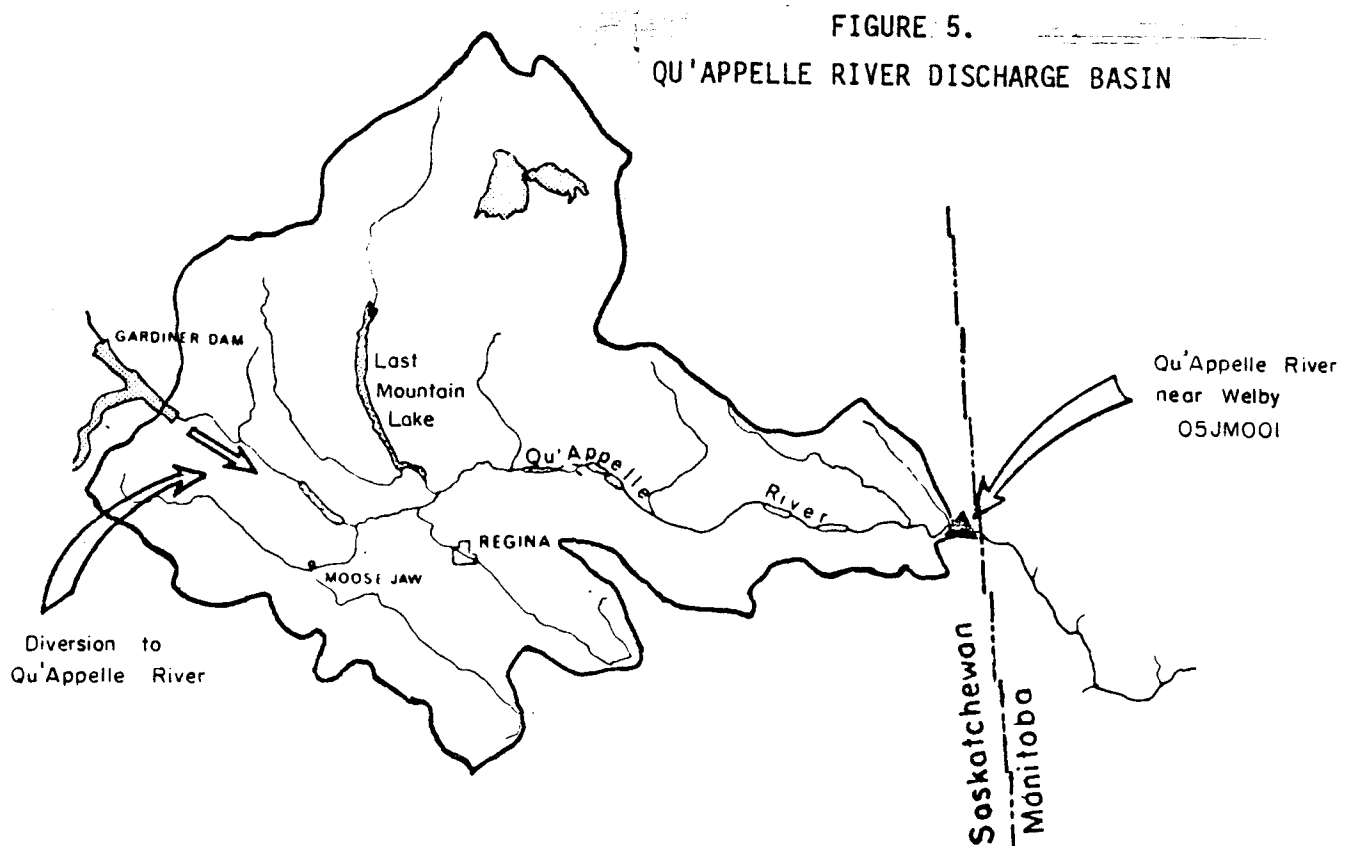 FIGURE 5.
QU'APPELLE RIVER DISCHARGE BASIN
GARDINER DAM
Last
Mountain
Lake
Qu'Appelle River
near Welby
05JM001
Qu'Appelle
River
REGINA
MOOSE JAW
Diversion to
Qu'Appelle River
Saskatchewan
Manitoba